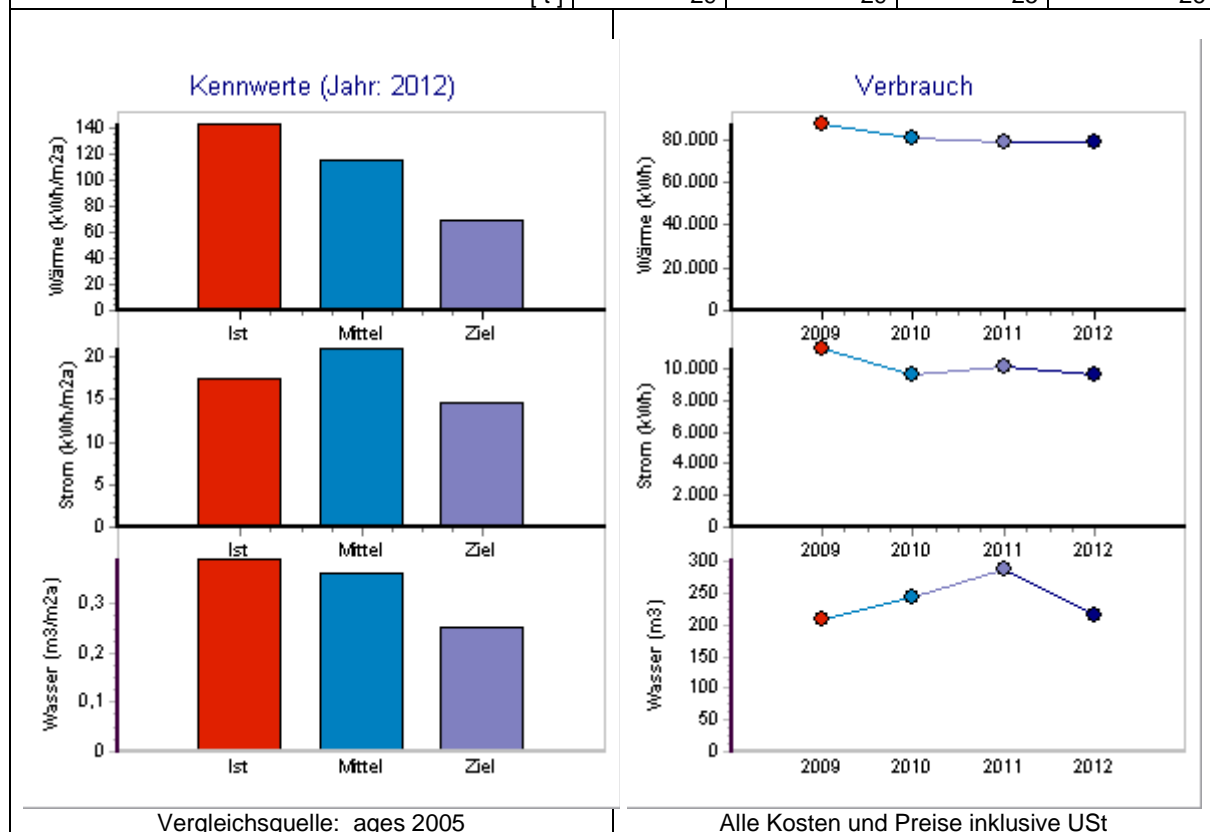 [ t ]
Kennwerte (Jahr: 2012)
Wärme (kWh/m2a)
140
120
100
80
60
40
20
0
Ist Mittel Ziel
Strom (kWh/m2a)
20
15
10
5
0
Ist Mittel Ziel
Wasser (m3/m2a)
0,3
0,2
0,1
0
Ist Mittel Ziel
Vergleichsquelle: ages 2005
Verbrauch
Wärme (kWh)
80.000
60.000
40.000
20.000
0
2009 2010 2011 2012
Strom (kWh)
10.000
8.000
6.000
4.000
2.000
0
2009 2010 2011 2012
Wasser (m3)
300
250
200
150
100
50
0
2009 2010 2011 2012
Alle Kosten und Preise inklusive USt